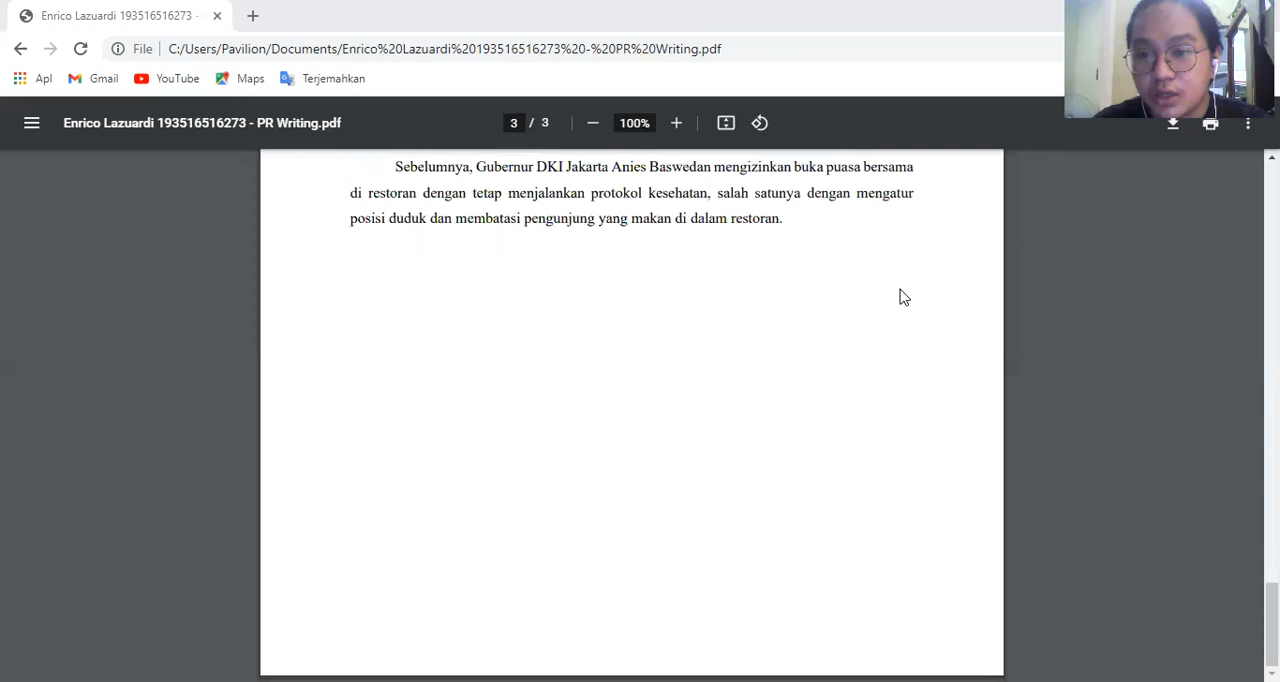 Enrico Lazuardi 193516516273 -
File
C:/Users/Pavilion/Documents/Enrico%20Lazuardi%20193516516273%20-%20PR%20Writing.pdf
Apl Gmail YouTube Maps Terjemahkan
Enrico Lazuardi 193516516273 - PR Writing.pdf
3 / 3
100%
Sebelumnya, Gubernur DKI Jakarta Anies Baswedan mengizinkan buka puasa bersama
di restoran dengan tetap menjalankan protokol kesehatan, salah satunya dengan mengatur
posisi duduk dan membatasi pengunjung yang makan di dalam restoran.